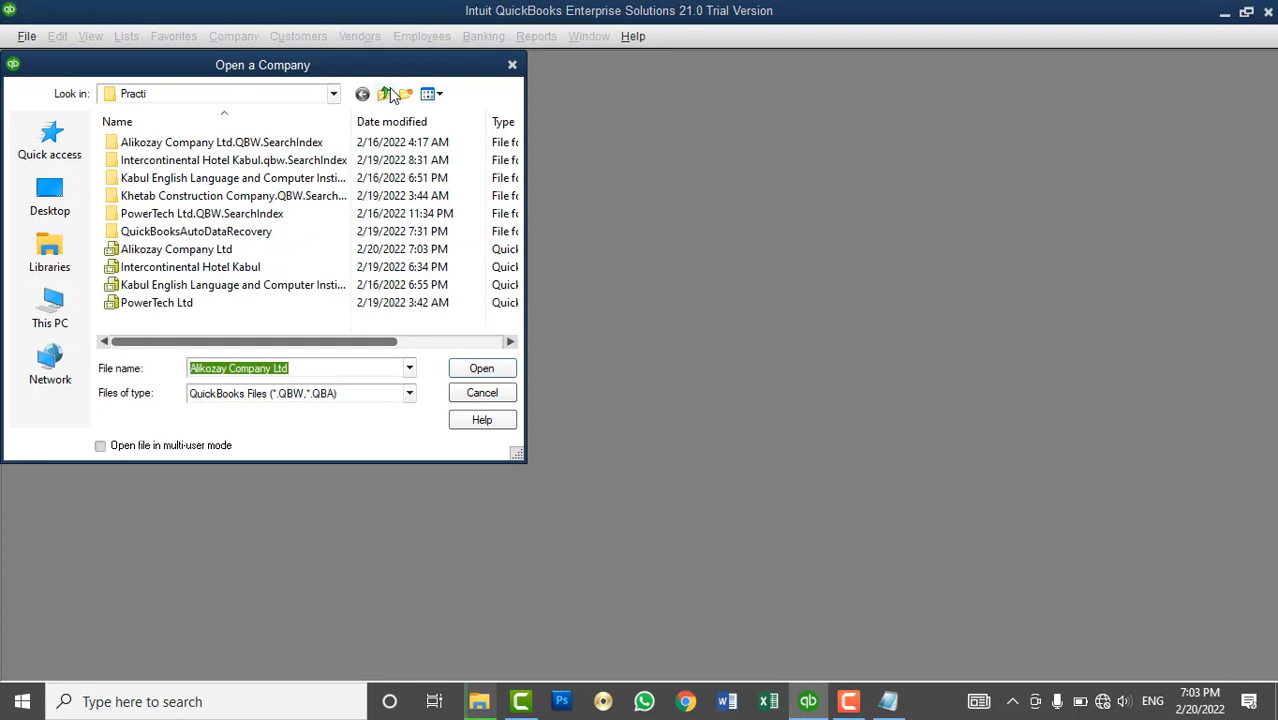 Intuit QuickBooks Enterprise Solutions 21.0 Trial Version
File Edit View Lists Favorites Company Customers Vendors Employees Banking Reports Window Help
Open a Company
Look in: Practi
Name Date modified Type
Alikozay Company Ltd.QBW.SearchIndex 2/16/2022 4:17 AM File fo
Intercontinental Hotel Kabul.qbw.SearchIndex 2/19/2022 8:31 AM File fo
Kabul English Language and Computer Insti... 2/16/2022 6:51 PM File fo
Khetab Construction Company.QBW.Search... 2/19/2022 3:44 AM File fo
PowerTech Ltd.QBW.SearchIndex 2/16/2022 11:34 PM File fo
QuickBooksAutoDataRecovery 2/19/2022 7:31 PM File fo
Alikozay Company Ltd 2/20/2022 7:03 PM Quick
Intercontinental Hotel Kabul 2/19/2022 6:34 PM Quick
Kabul English Language and Computer Insti... 2/16/2022 6:55 PM Quick
PowerTech Ltd 2/19/2022 3:42 AM Quick
Quick access
Desktop
Libraries
This PC
Network
File name: Alikozay Company Ltd Open
Files of type: QuickBooks Files (*.QBW,*.QBA) Cancel
Help
Open file in multi-user mode
Type here to search
ENG
7:03 PM
2/20/2022